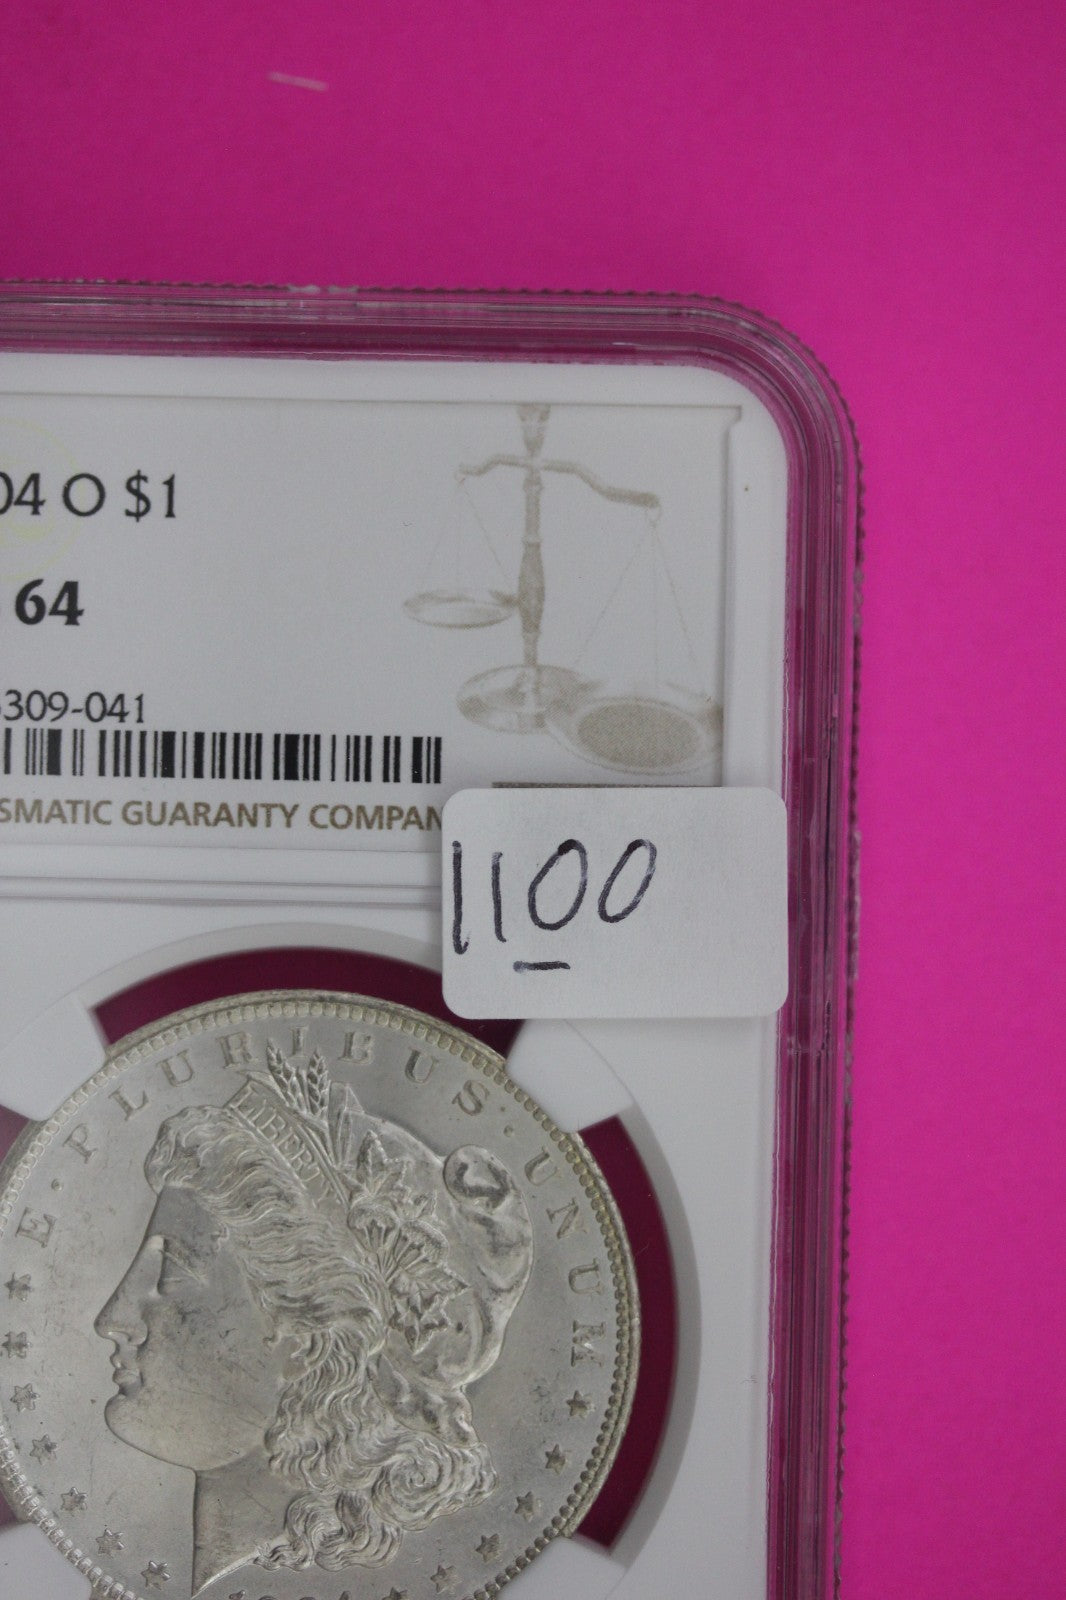 04 O $1
64
309-041
SMATIC GUARANTY COMPAN
1100
E · PLURIBUS · UNUM
LIBERTY